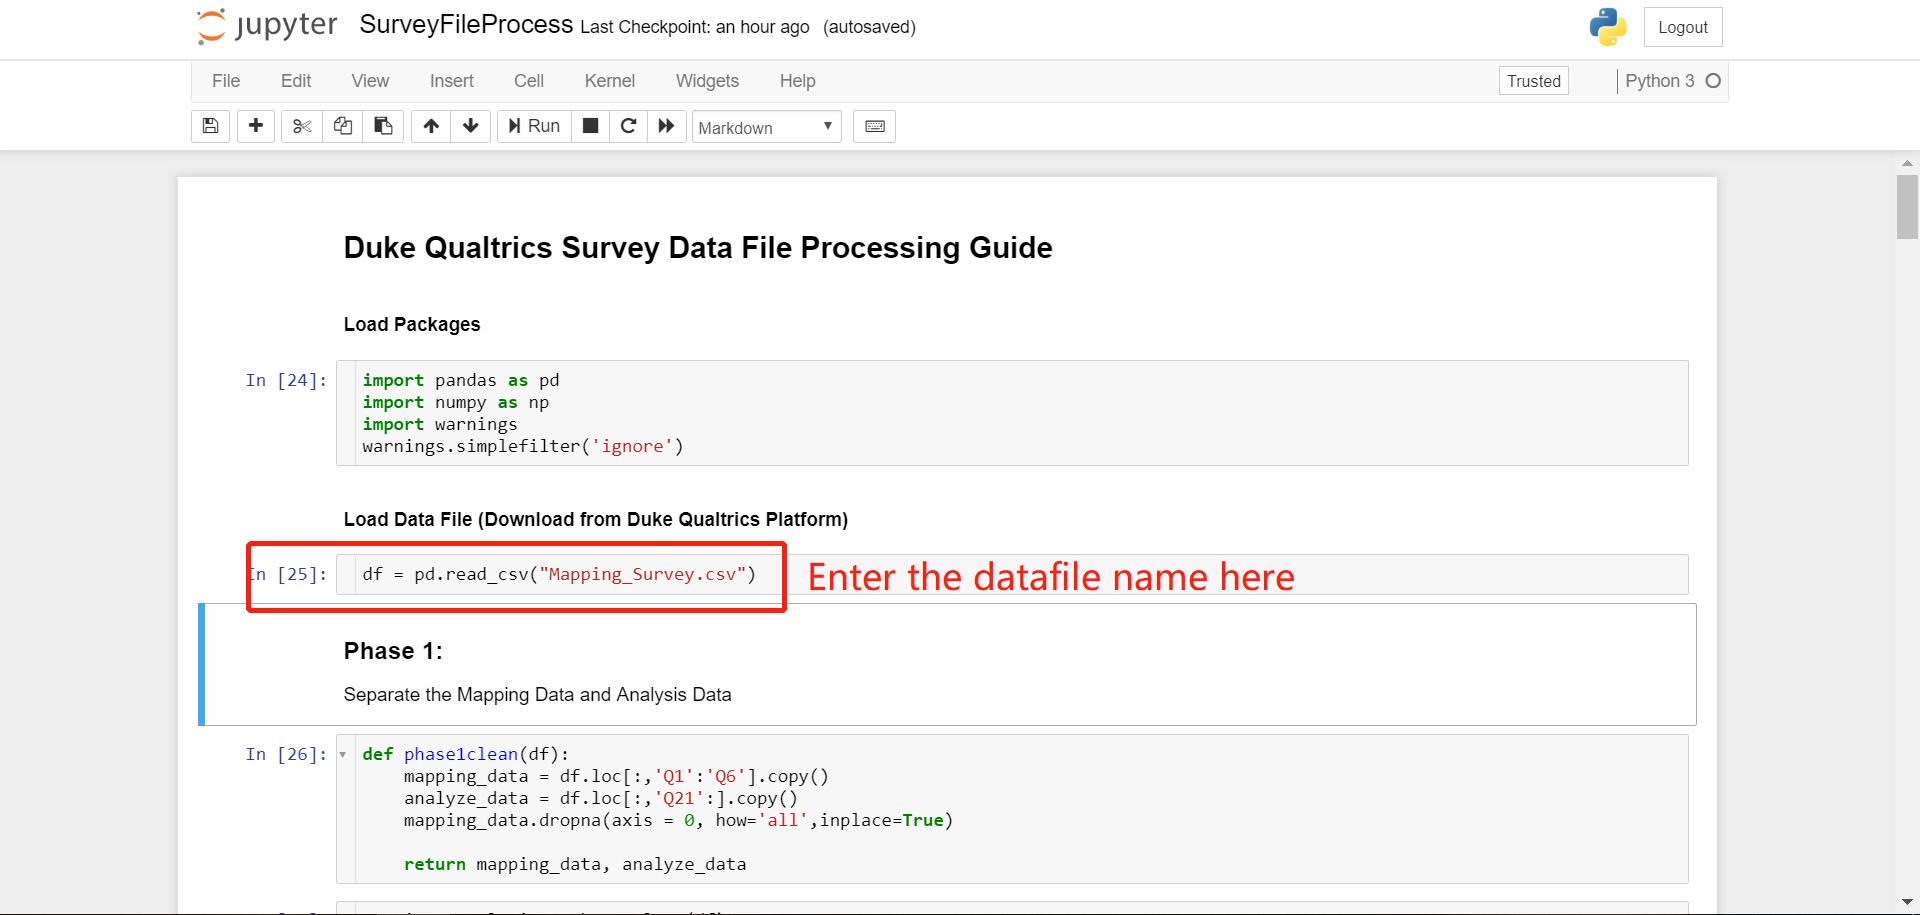 jupyter SurveyFileProcess Last Checkpoint: an hour ago (autosaved) Logout
File Edit View Insert Cell Kernel Widgets Help Trusted Python 3
Run Markdown
Duke Qualtrics Survey Data File Processing Guide
Load Packages
In [24]: import pandas as pd
import numpy as np
import warnings
warnings.simplefilter('ignore')
Load Data File (Download from Duke Qualtrics Platform)
In [25]: df = pd.read_csv("Mapping_Survey.csv") Enter the datafile name here
Phase 1:
Separate the Mapping Data and Analysis Data
In [26]: def phase1clean(df):
mapping_data = df.loc[:,'Q1':'Q6'].copy()
analyze_data = df.loc[:,'Q21':].copy()
mapping_data.dropna(axis = 0, how='all',inplace=True)
return mapping_data, analyze_data